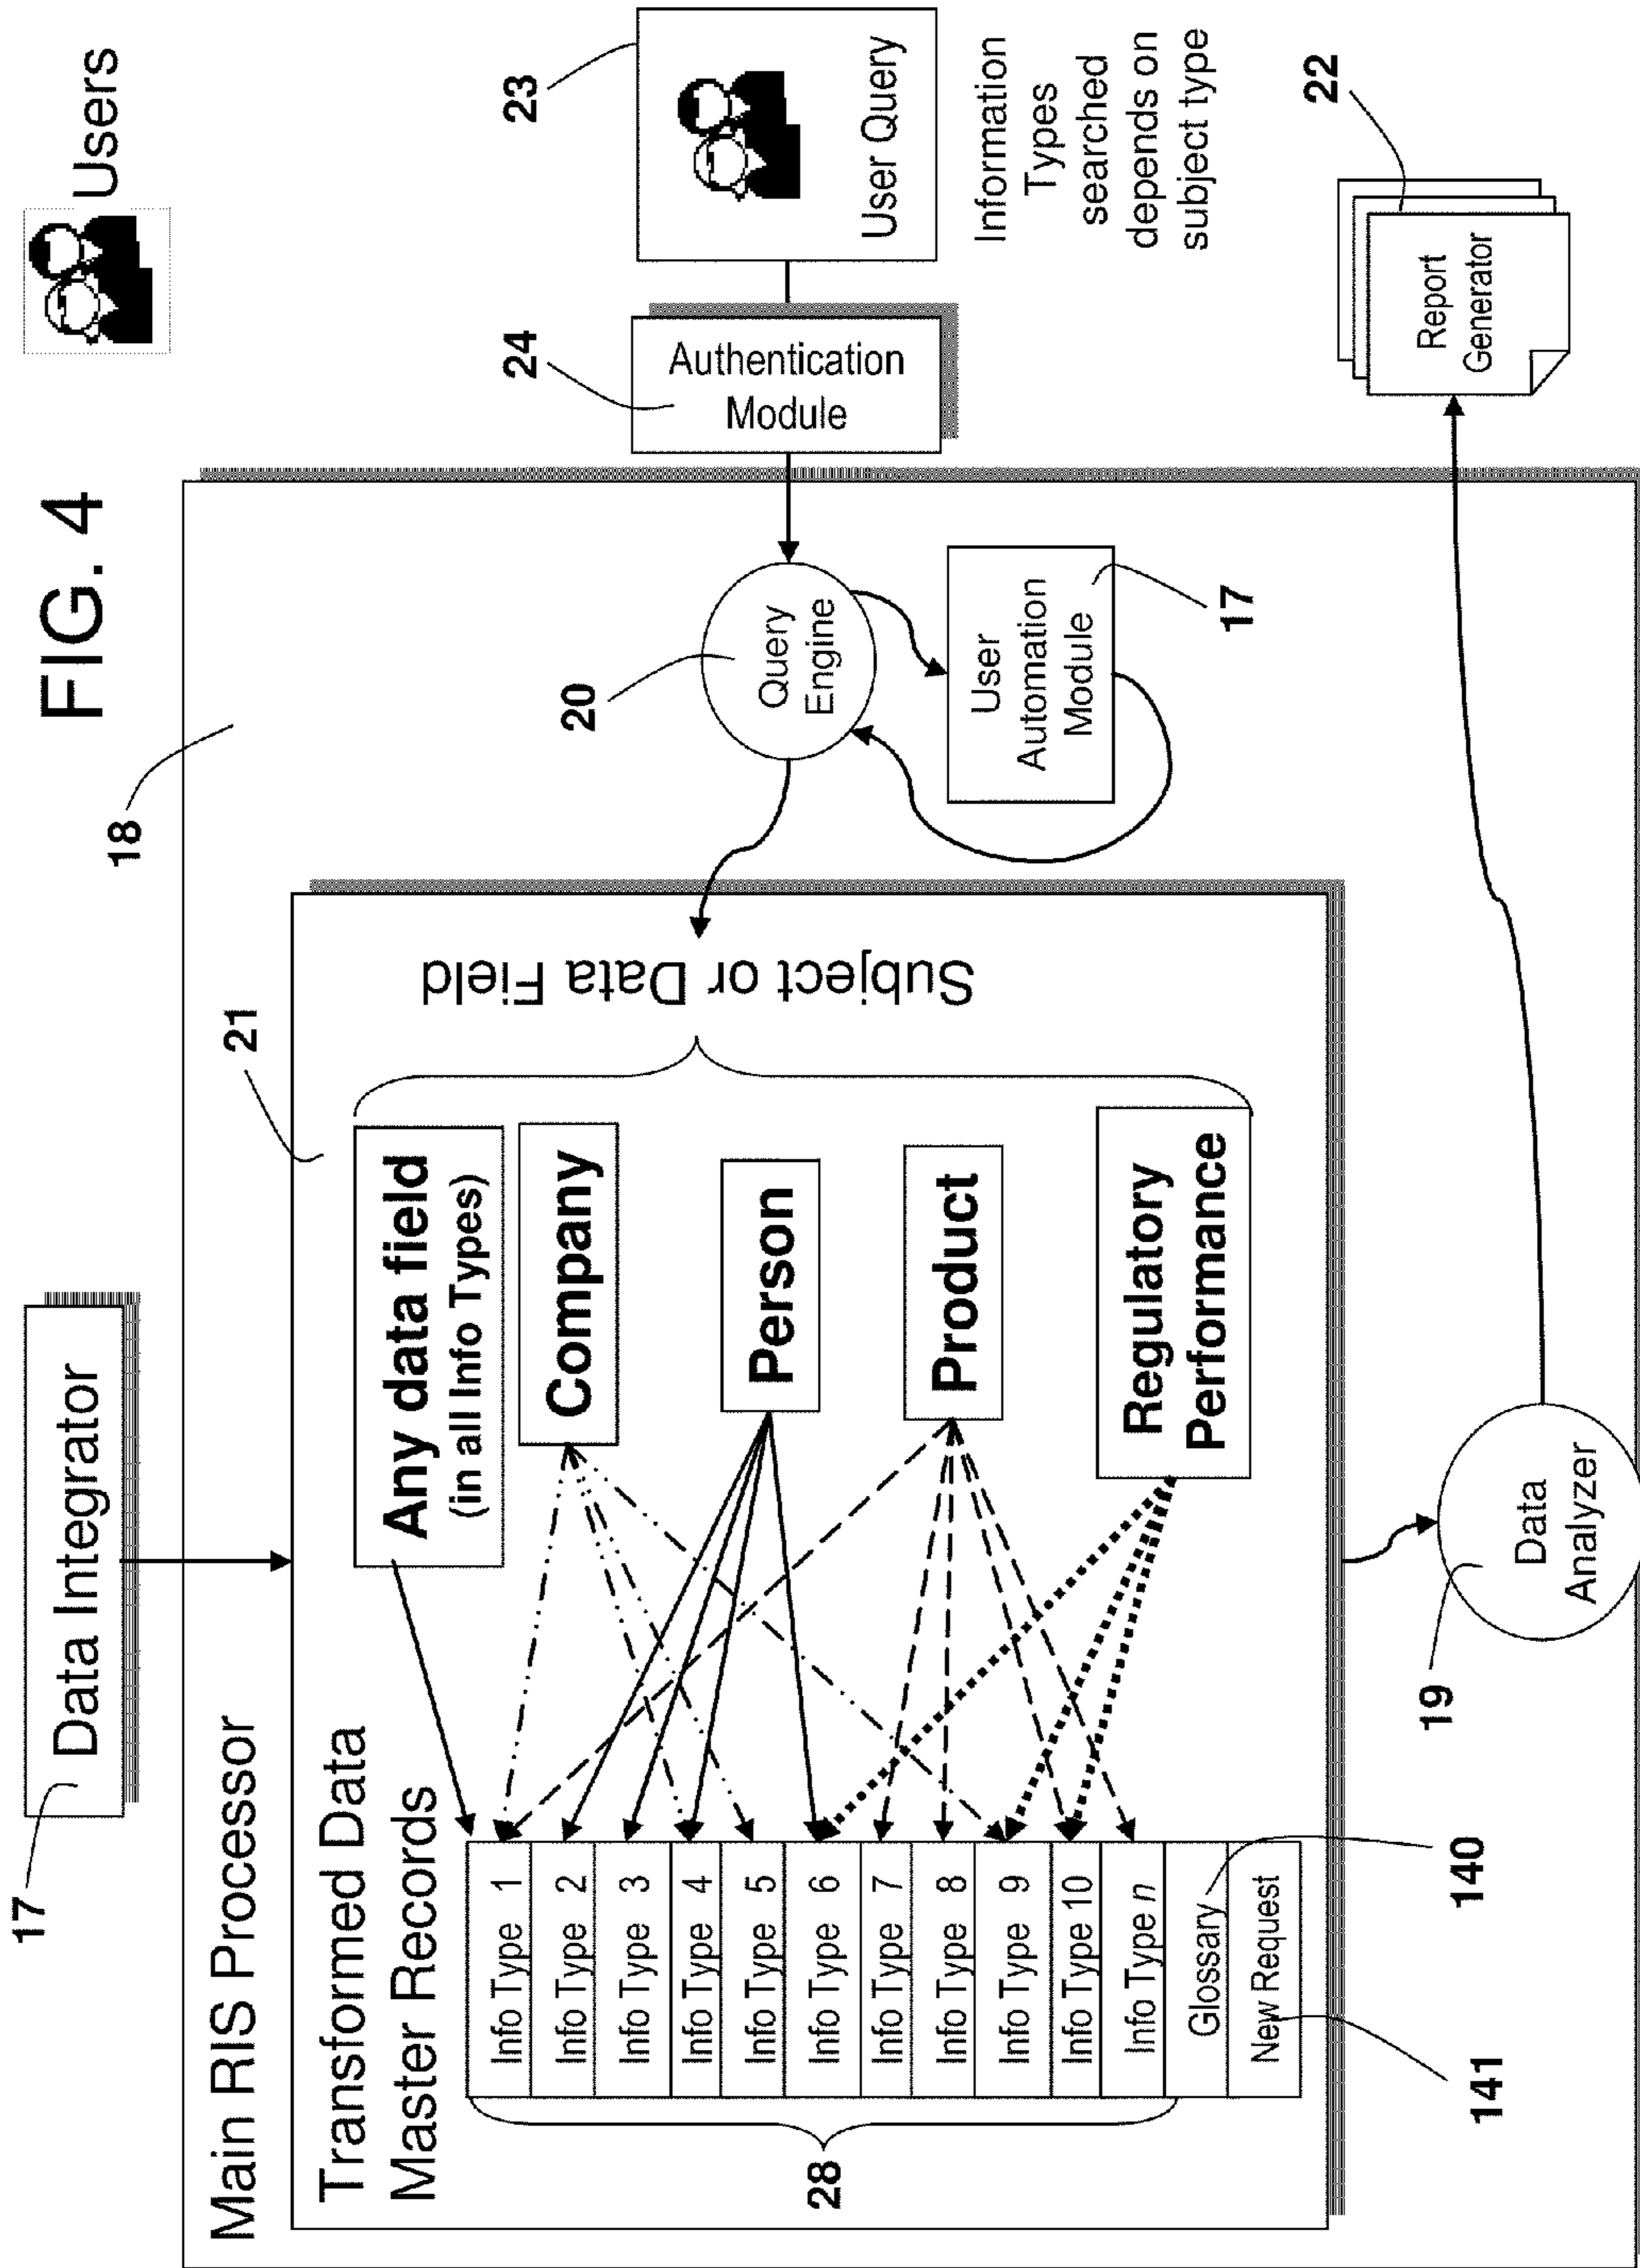 FIG. 4
Users
17
Data Integrator
Main RIS Processor
18
Transformed Data
Master Records
21
Any data field
(in all Info Types)
Company
Person
Product
Regulatory
Performance
Subject or Data Field
Info Type 1
Info Type 2
Info Type 3
Info Type 4
Info Type 5
Info Type 6
Info Type 7
Info Type 8
Info Type 9
Info Type 10
Info Type n
Glossary
New Request
28
140
141
20
Query
Engine
User
Automation
Module
17
24
Authentication
Module
23
User Query
Information
Types
searched
depends on
subject type
19
Data
Analyzer
22
Report
Generator